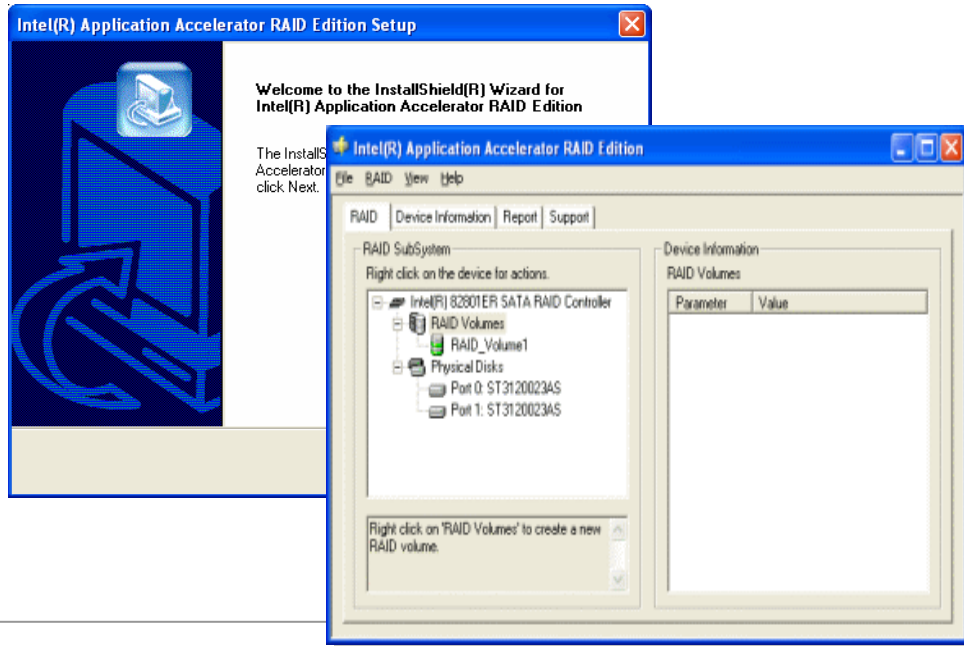 Intel(R) Application Accelerator RAID Edition Setup
Welcome to the InstallShield(R) Wizard for
Intel(R) Application Accelerator RAID Edition
The InstallS
Accelerator
click Next.
Intel(R) Application Accelerator RAID Edition
File RAID View Help
RAID Device Information Report Support
RAID SubSystem
Right click on the device for actions.
Intel(R) 82801ER SATA RAID Controller
RAID Volumes
RAID_Volume1
Physical Disks
Port 0: ST3120023AS
Port 1: ST3120023AS
Right click on 'RAID Volumes' to create a new
RAID volume.
Device Information
RAID Volumes
Parameter Value